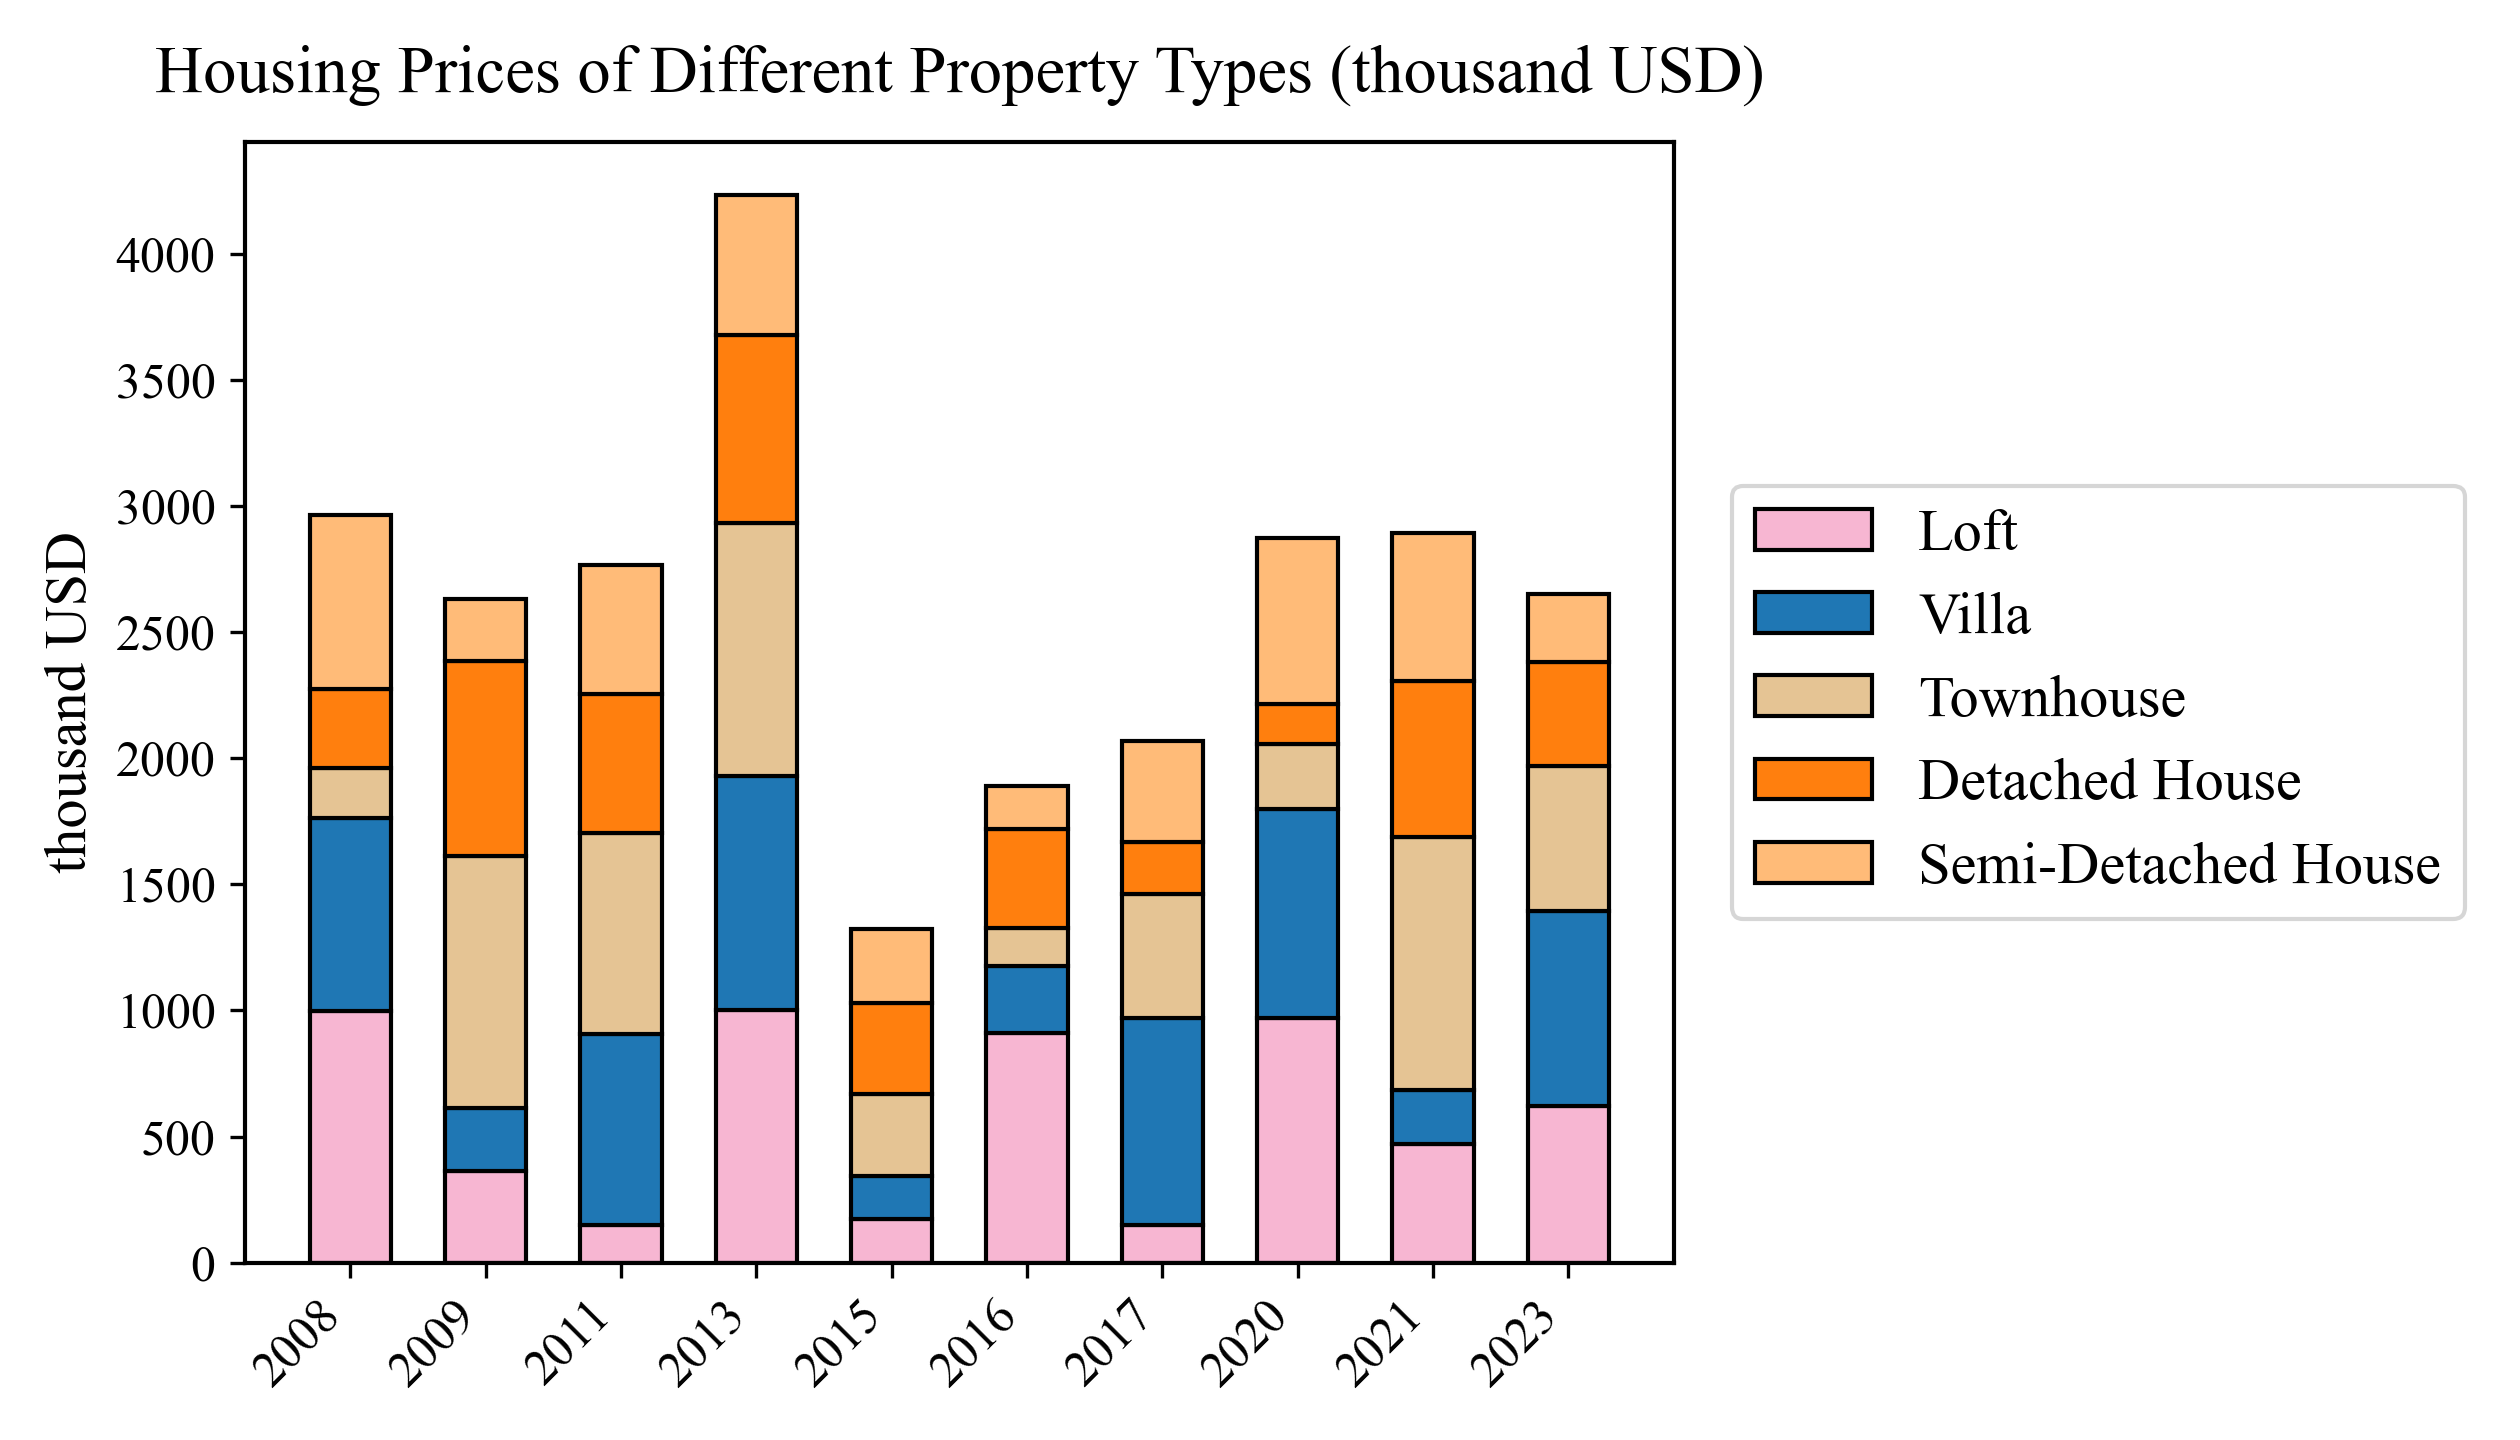 Housing Prices of Different Property Types (thousand USD)
thousand USD
4000
3500
3000
2500
2000
1500
1000
500
0
2008
2009
2011
2013
2015
2016
2017
2020
2021
2023
Loft
Villa
Townhouse
Detached House
Semi-Detached House